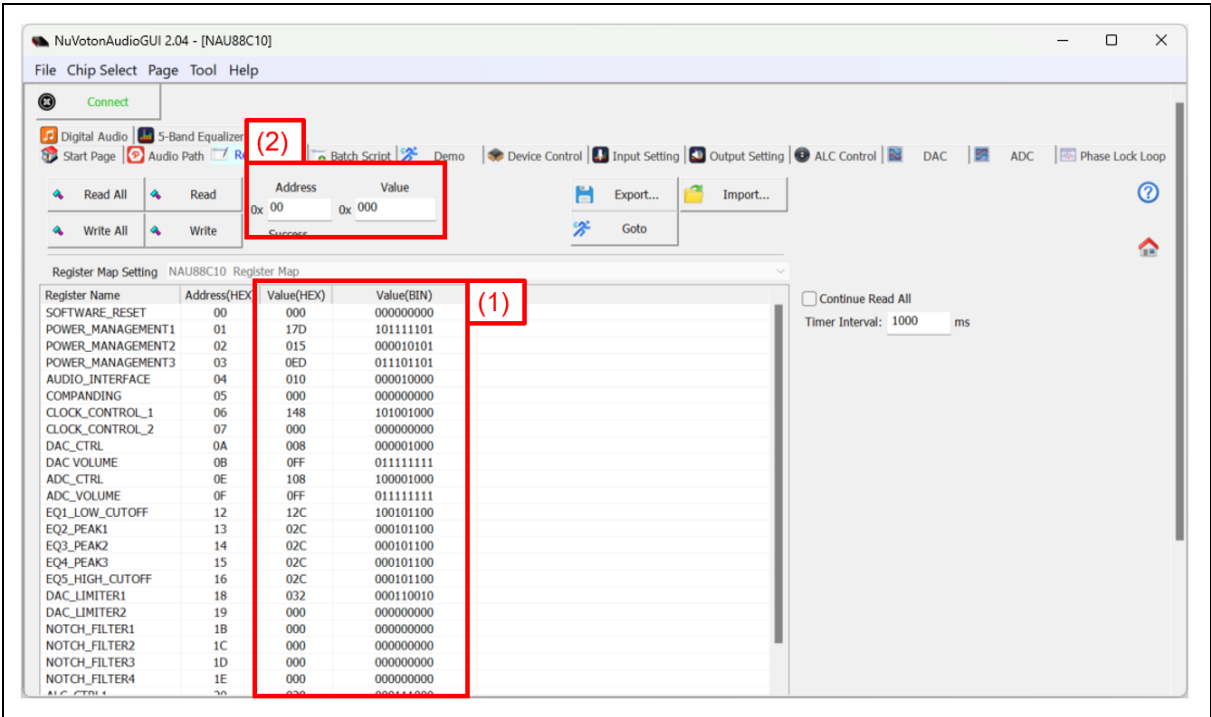 NuVotonAudioGUI 2.04 - [NAU88C10]
File Chip Select Page Tool Help
Connect
Digital Audio 5-Band Equalizer
(2)
Start Page Audio Path Batch Script Demo Device Control Input Setting Output Setting ALC Control DAC ADC Phase Lock Loop
Read All Read Address Value Export... Import...
0x 00 0x 000
Write All Write Success Goto
Register Map Setting NAU88C10 Register Map
Register Name Address(HEX) Value(HEX) Value(BIN)
(1)
Continue Read All
Timer Interval: 1000 ms
SOFTWARE_RESET 00 000 000000000
POWER_MANAGEMENT1 01 17D 101111101
POWER_MANAGEMENT2 02 015 000010101
POWER_MANAGEMENT3 03 0ED 011101101
AUDIO_INTERFACE 04 010 000010000
COMPANDING 05 000 000000000
CLOCK_CONTROL_1 06 148 101001000
CLOCK_CONTROL_2 07 000 000000000
DAC_CTRL 0A 008 000001000
DAC VOLUME 0B 0FF 011111111
ADC_CTRL 0E 108 100001000
ADC_VOLUME 0F 0FF 011111111
EQ1_LOW_CUTOFF 12 12C 100101100
EQ2_PEAK1 13 02C 000101100
EQ3_PEAK2 14 02C 000101100
EQ4_PEAK3 15 02C 000101100
EQ5_HIGH_CUTOFF 16 02C 000101100
DAC_LIMITER1 18 032 000110010
DAC_LIMITER2 19 000 000000000
NOTCH_FILTER1 1B 000 000000000
NOTCH_FILTER2 1C 000 000000000
NOTCH_FILTER3 1D 000 000000000
NOTCH_FILTER4 1E 000 000000000